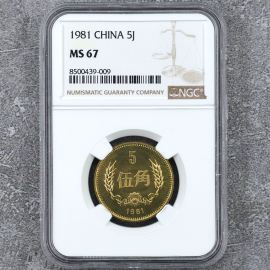 1981 CHINA 5J
MS 67
8500439-009
NUMISMATIC GUARANTY COMPANY
NGC
5
伍角
1981